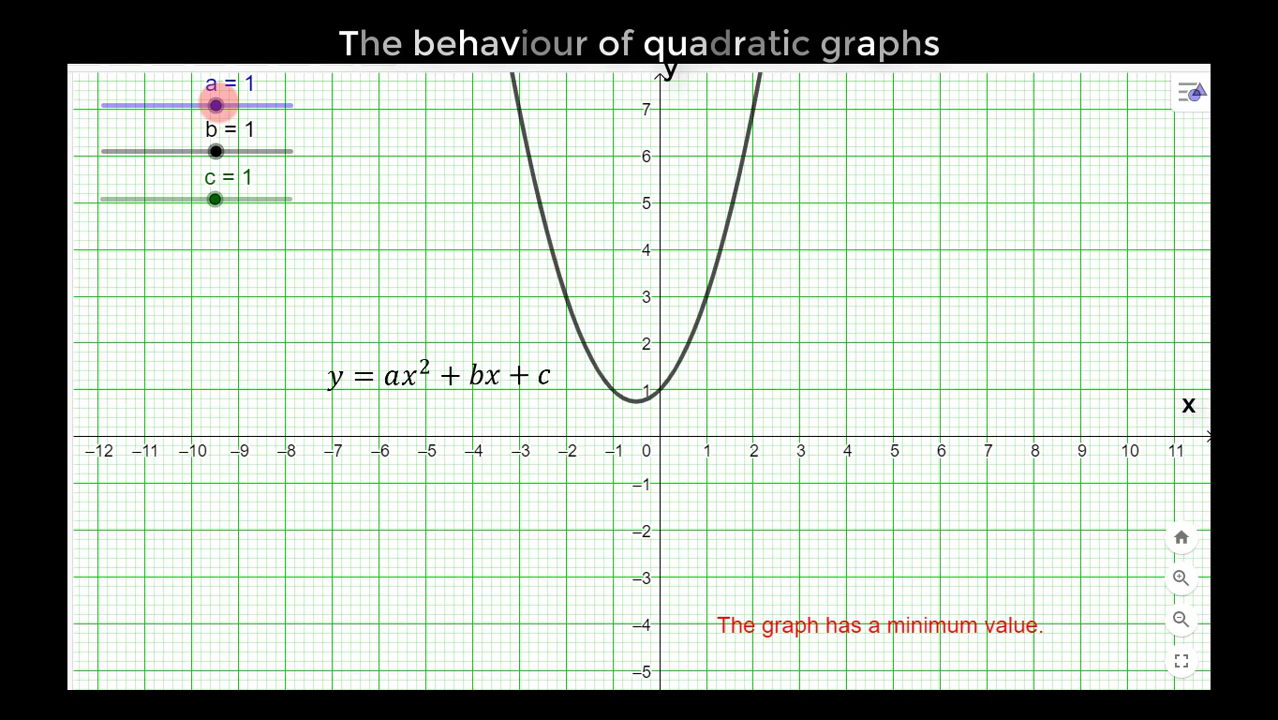 The behaviour of quadratic graphs
y
a = 1
b = 1
c = 1
7
6
5
4
3
2
1
y = ax² + bx + c
x
–12 –11 –10 –9 –8 –7 –6 –5 –4 –3 –2 –1 0 1 2 3 4 5 6 7 8 9 10 11
–1
–2
–3
–4
The graph has a minimum value.
–5